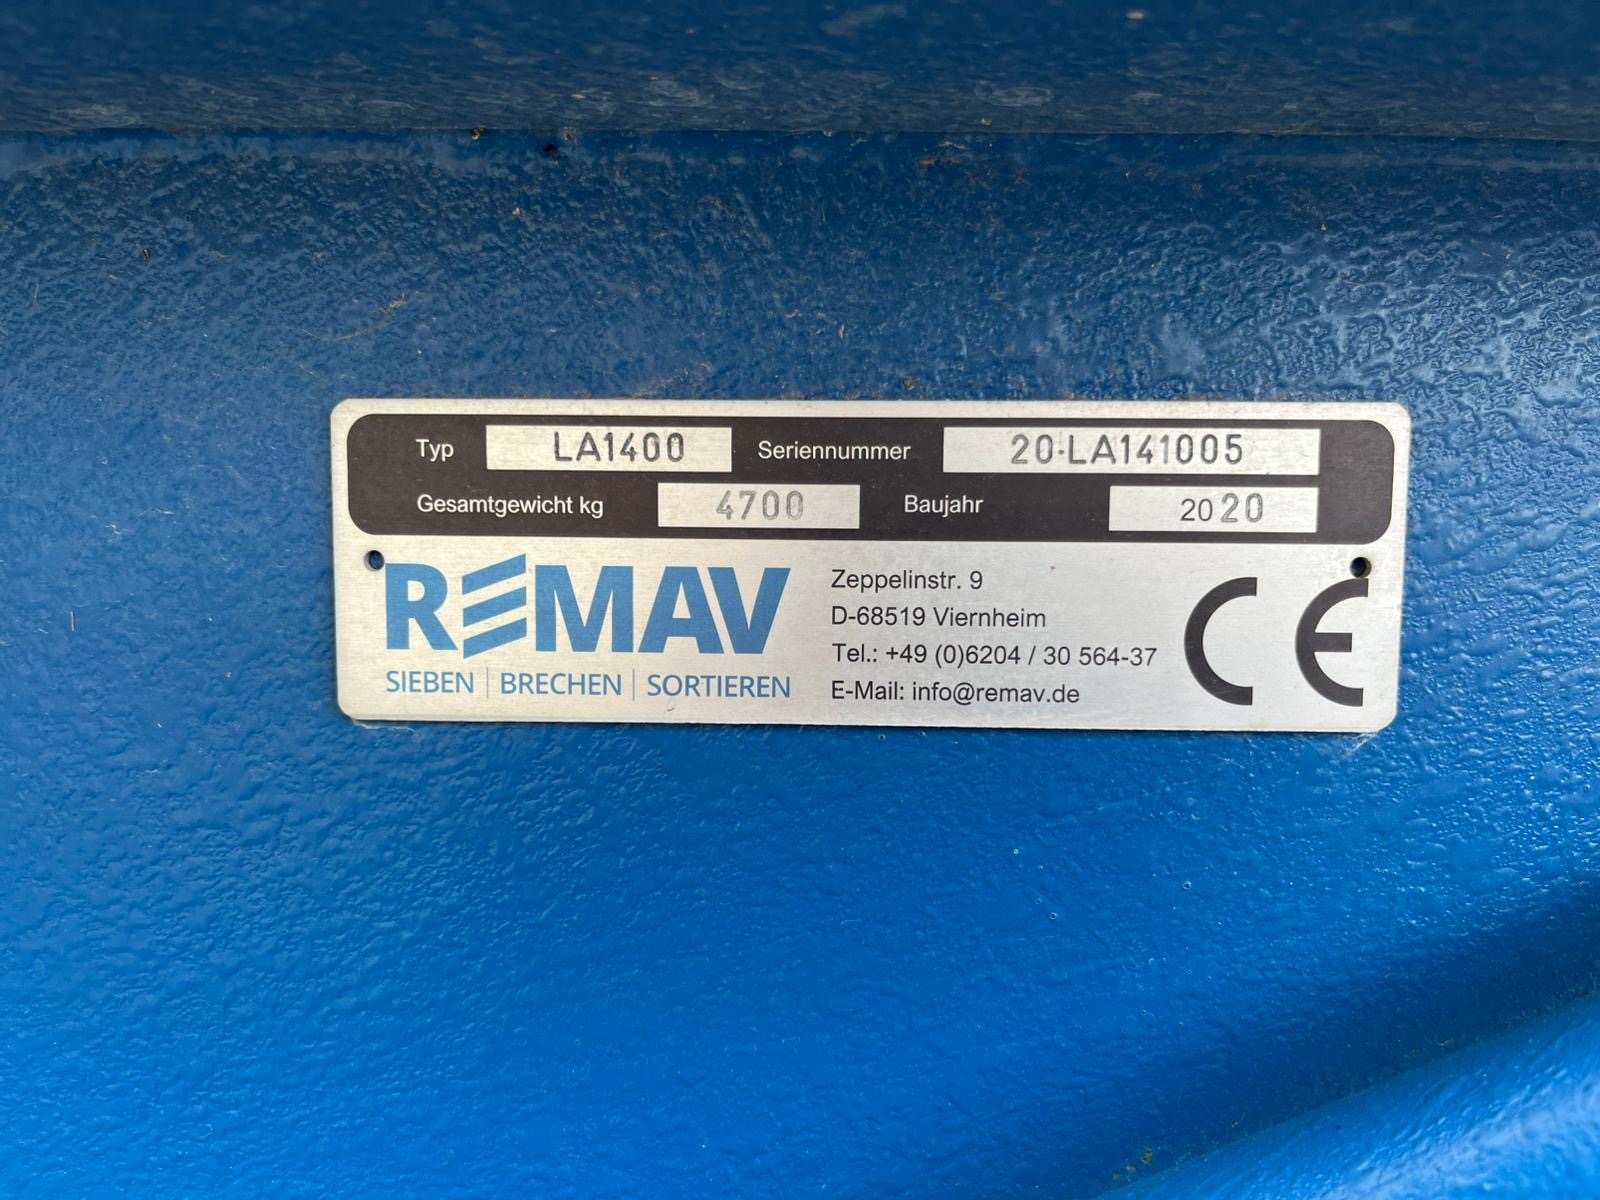 Typ LA1400 Seriennummer 20·LA141005
Gesamtgewicht kg 4700 Baujahr 2020
REMAV
SIEBEN | BRECHEN | SORTIEREN
Zeppelinstr. 9
D-68519 Viernheim
Tel.: +49 (0)6204 / 30 564-37
E-Mail: info@remav.de
CE